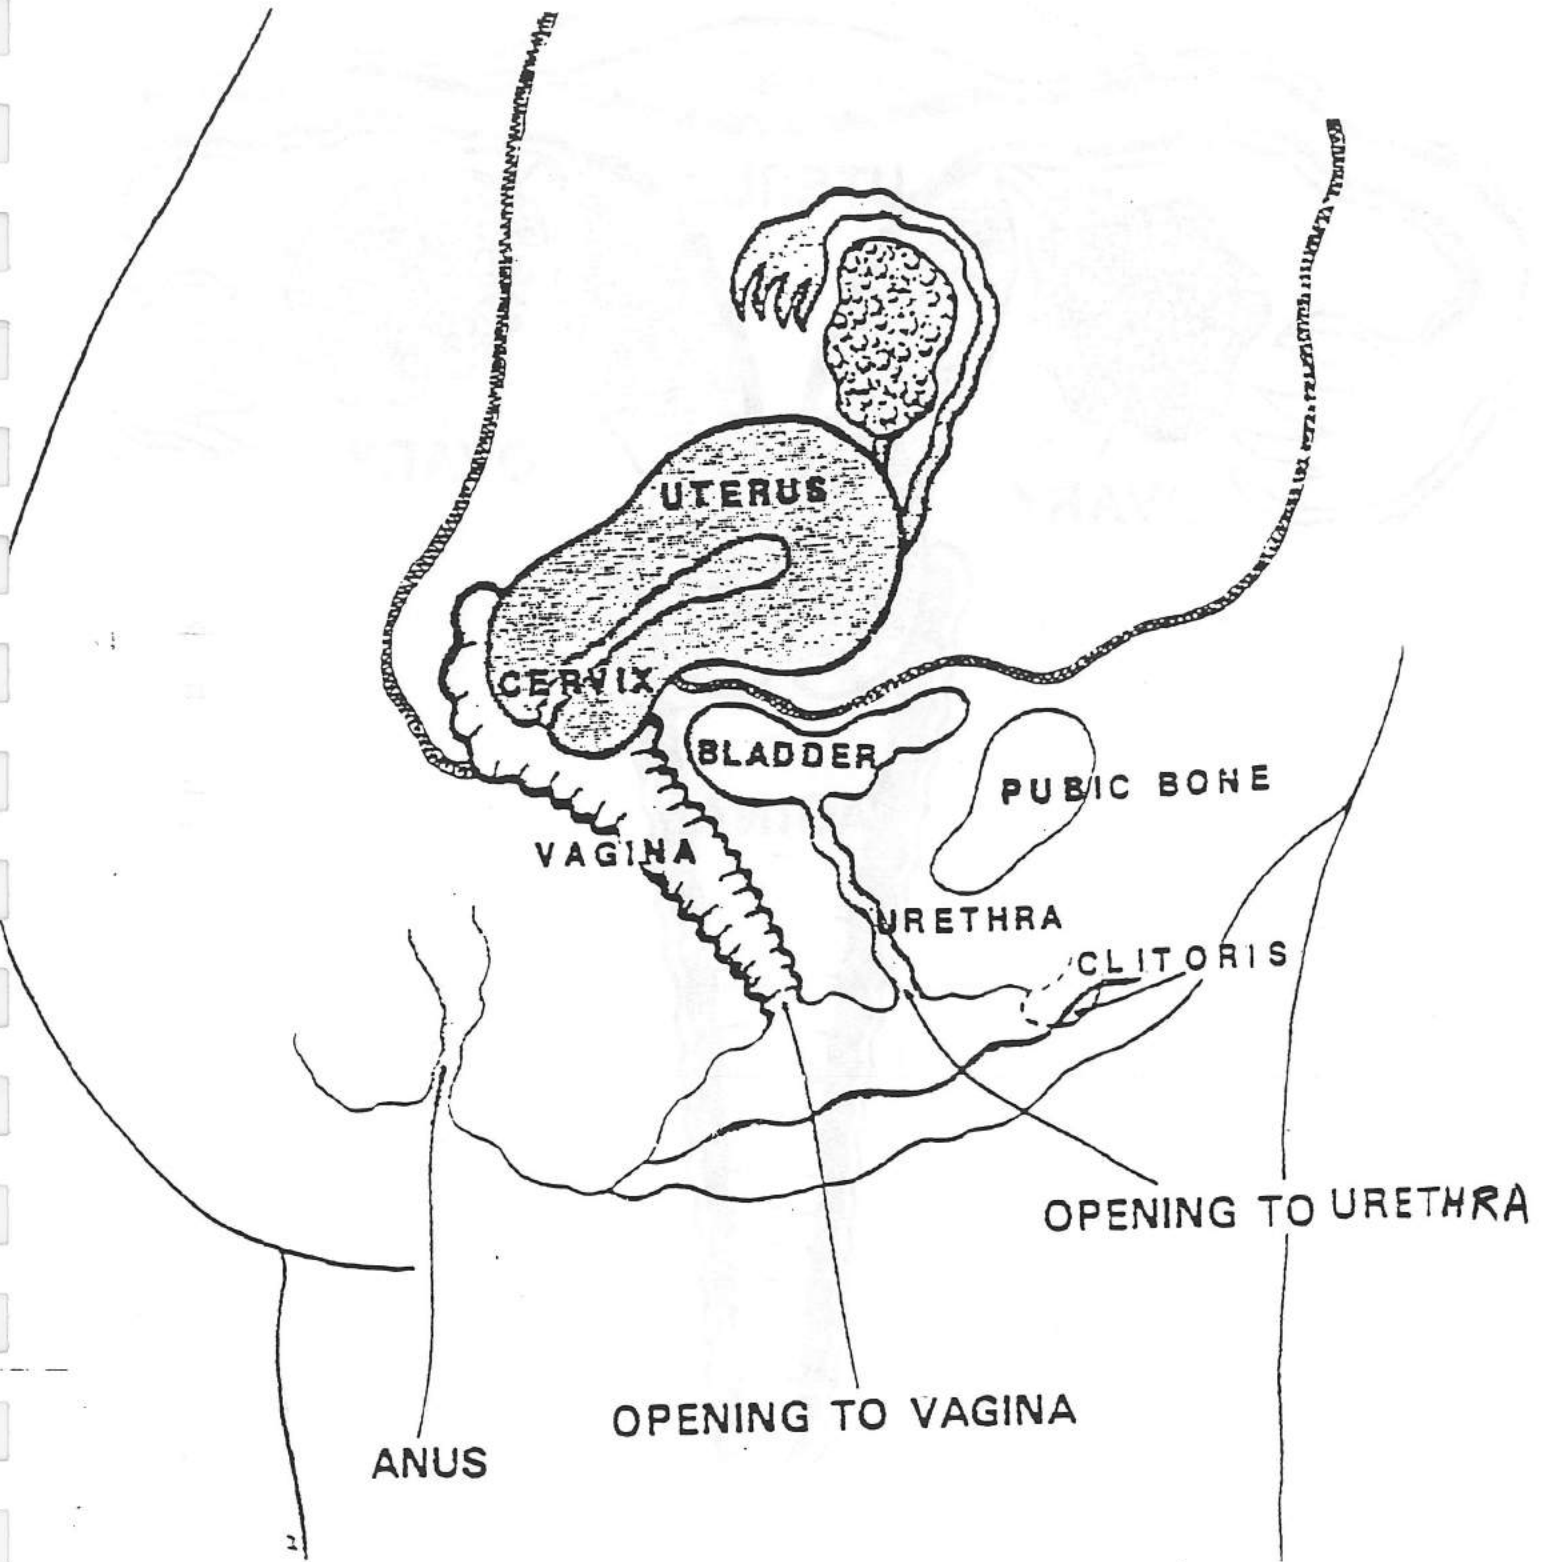 UTERUS
CERVIX
BLADDER
PUBIC BONE
VAGINA
URETHRA
CLITORIS
OPENING TO URETHRA
OPENING TO VAGINA
ANUS